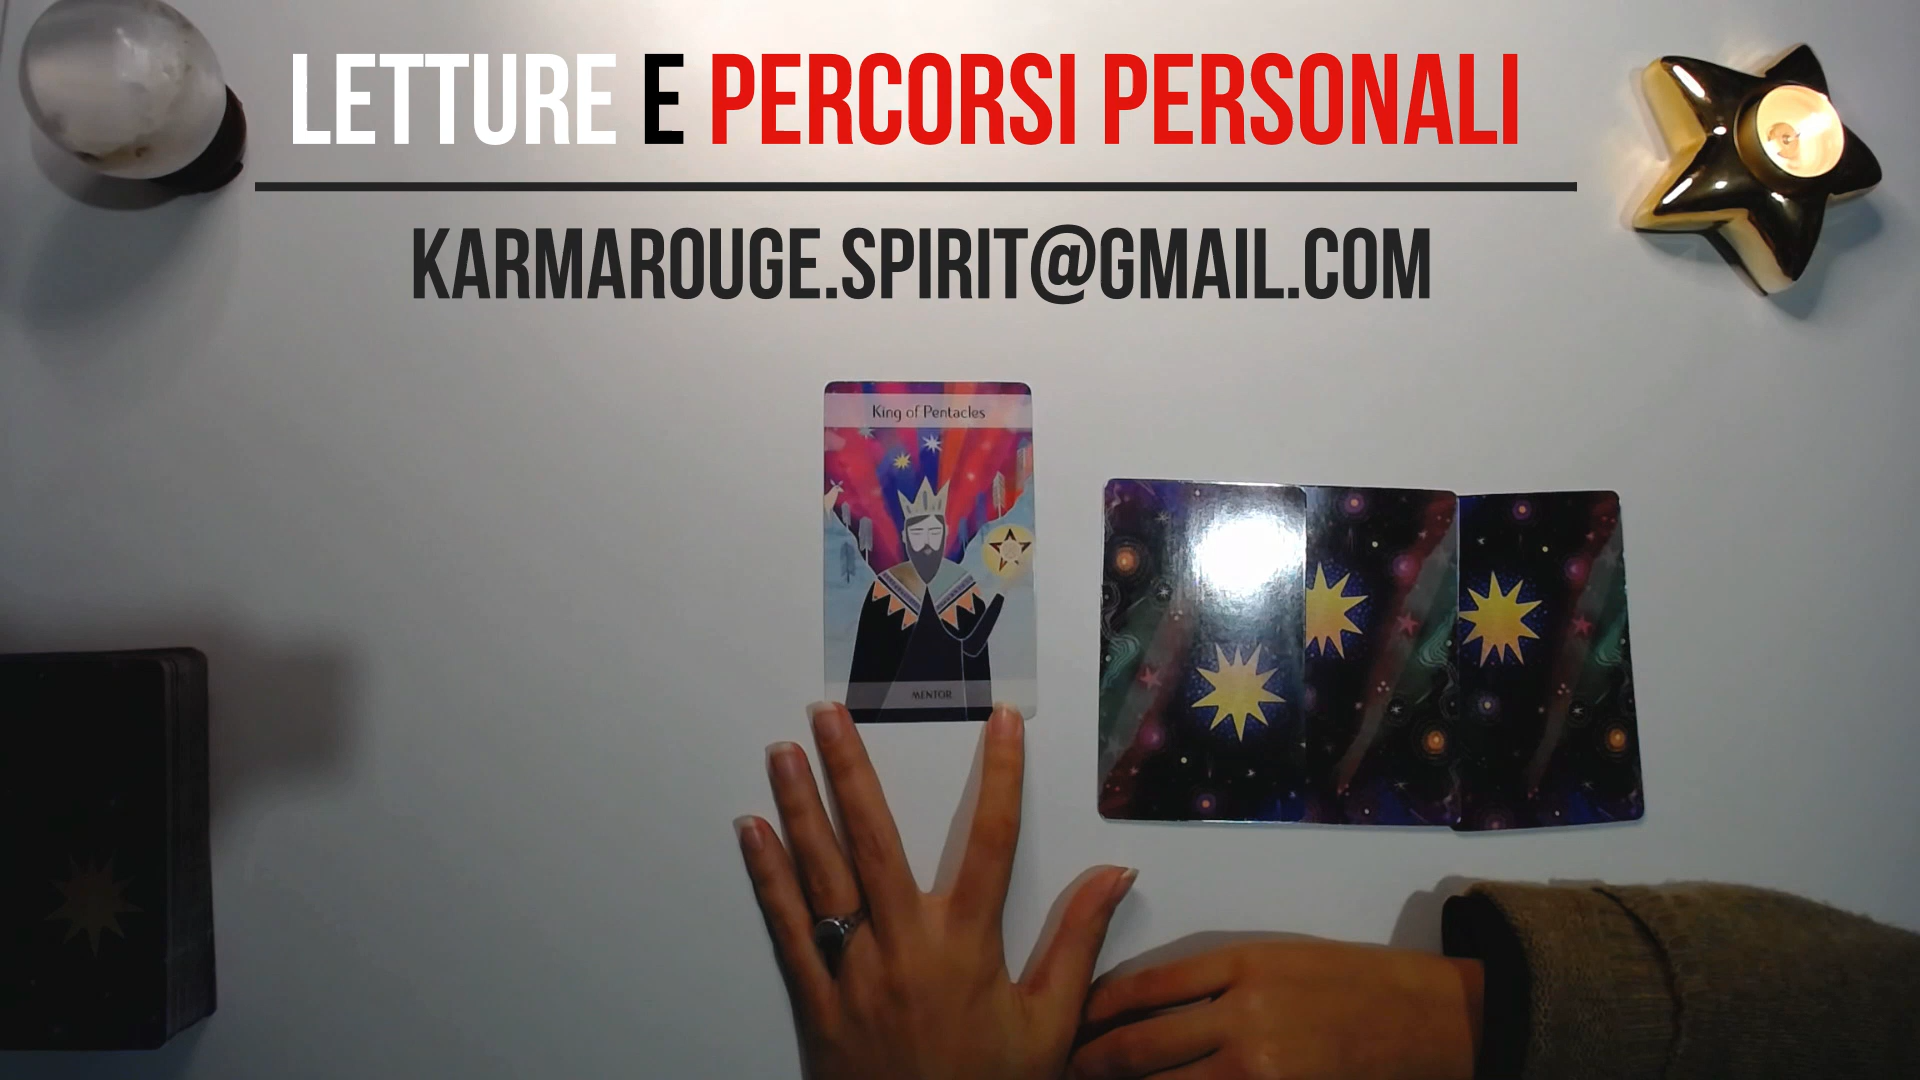 LETTURE E PERCORSI PERSONALI
KARMAROUGE.SPIRIT@GMAIL.COM
King of Pentacles
MENTOR